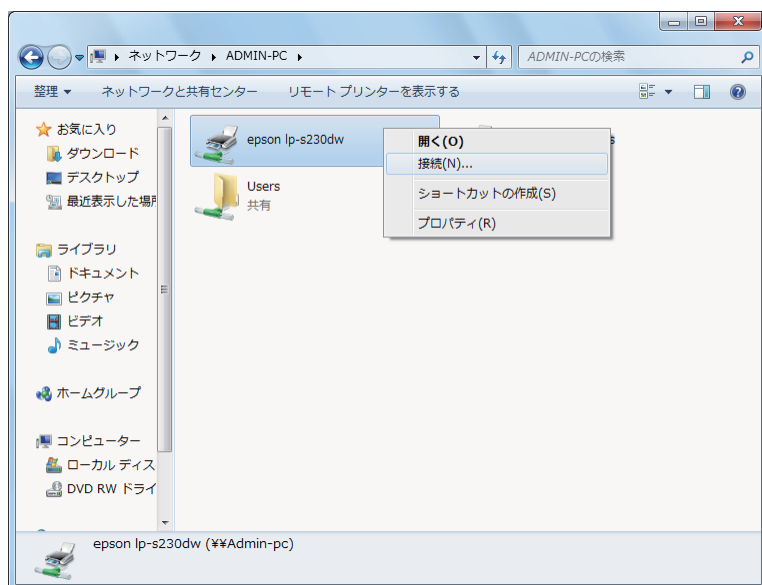 ネットワーク ADMIN-PC
ADMIN-PCの検索
整理 ネットワークと共有センター リモート プリンターを表示する
お気に入り
ダウンロード
デスクトップ
最近表示した場所
ライブラリ
ドキュメント
ピクチャ
ビデオ
ミュージック
ホームグループ
コンピューター
ローカル ディス
DVD RW ドライ
epson lp-s230dw
Users
共有
s
開く(O)
接続(N)...
ショートカットの作成(S)
プロパティ(R)
epson lp-s230dw (¥¥Admin-pc)